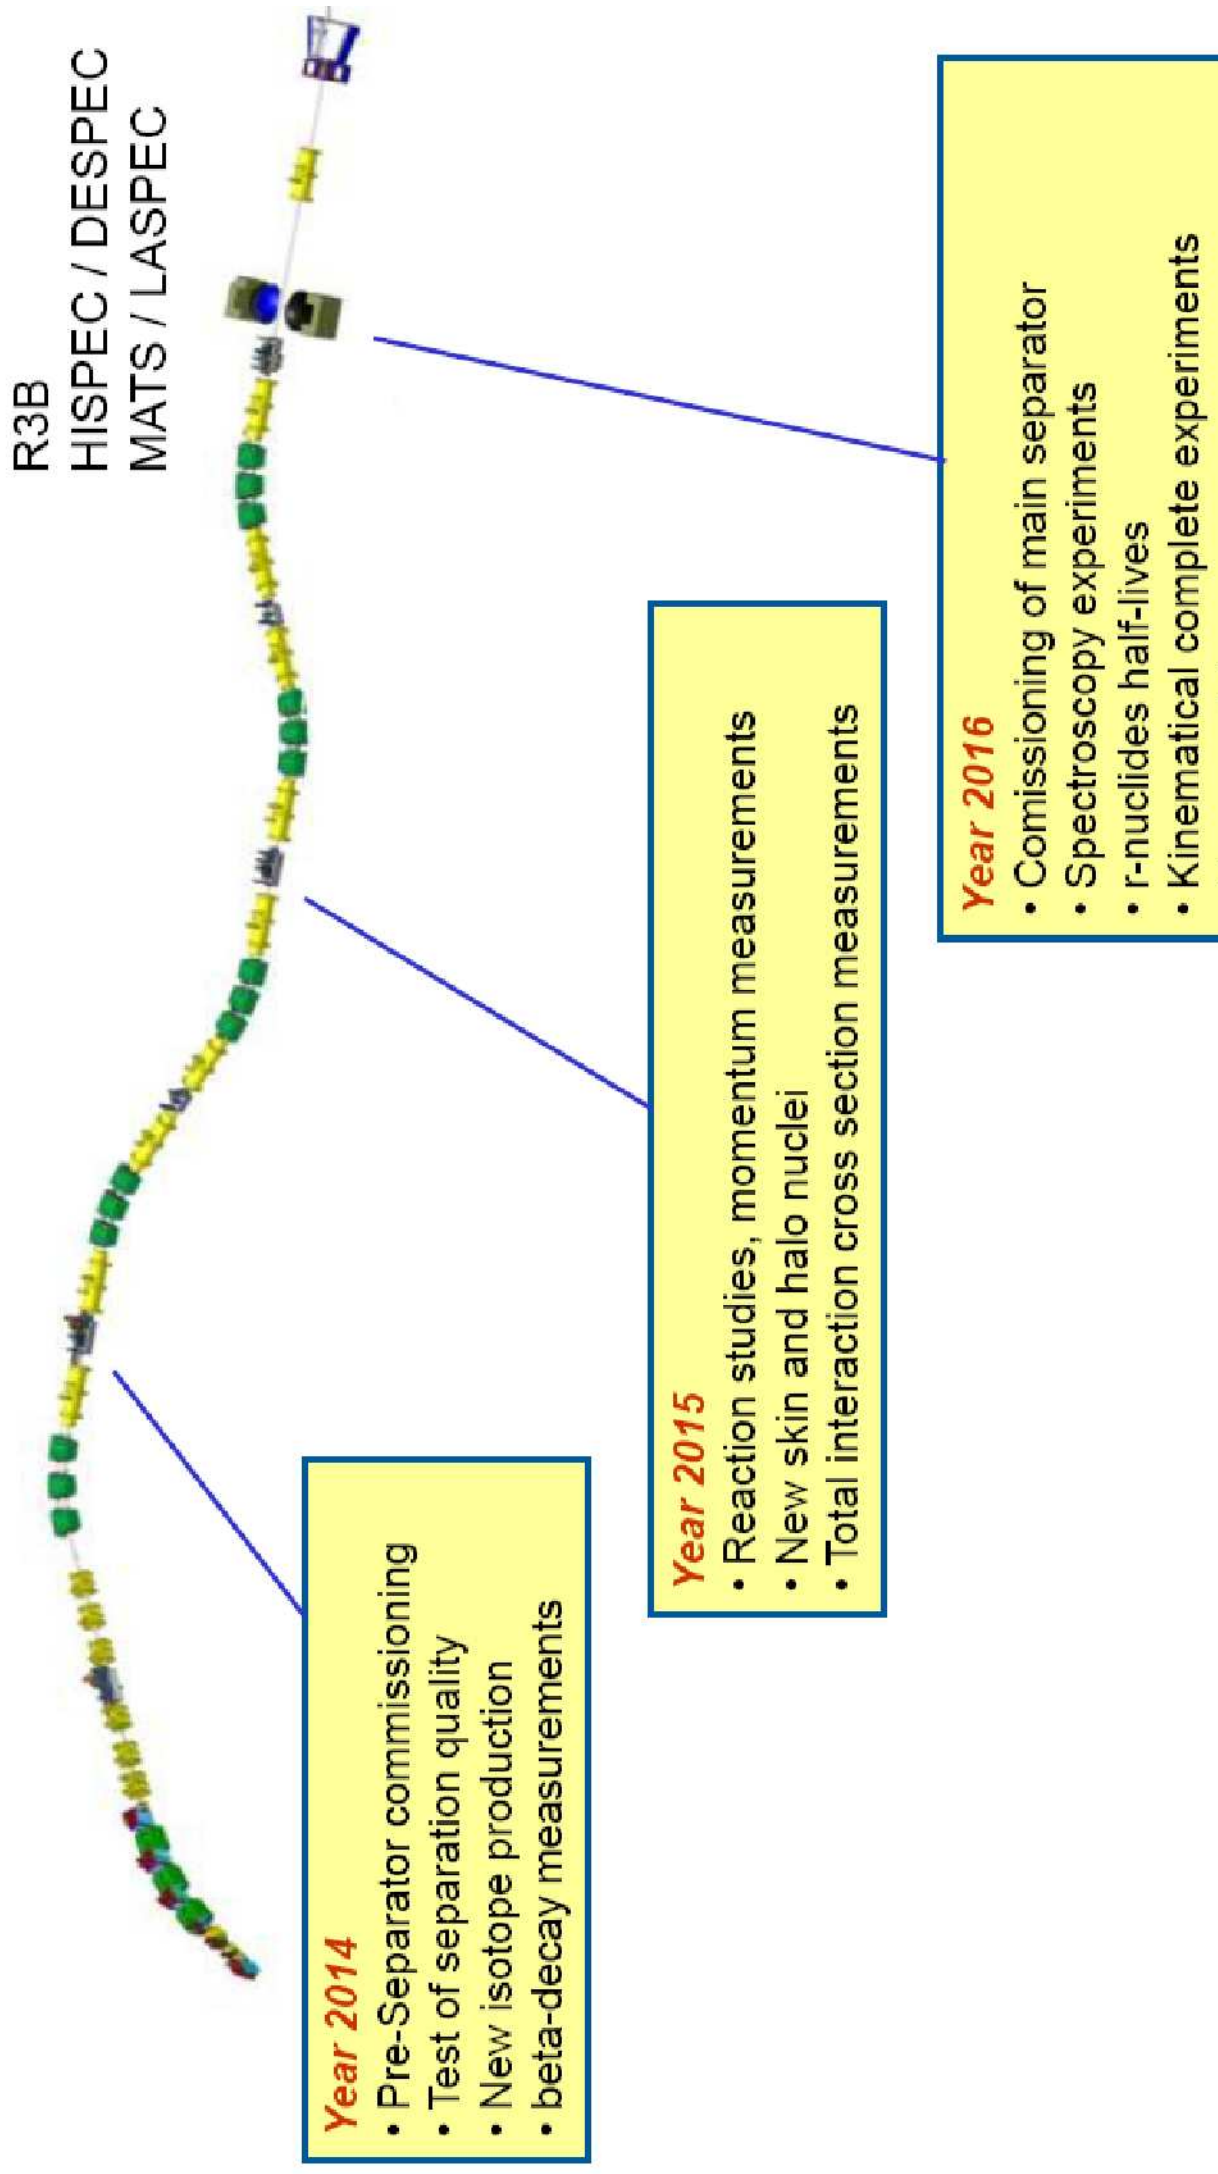 R3B
HISPEC / DESPEC
MATS / LASPEC
Year 2014
• Pre-Separator commissioning
• Test of separation quality
• New isotope production
• beta-decay measurements
Year 2015
• Reaction studies, momentum measurements
• New skin and halo nuclei
• Total interaction cross section measurements
Year 2016
• Comissioning of main separator
• Spectroscopy experiments
• r-nuclides half-lives
• Kinematical complete experiments